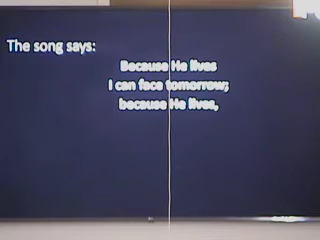 The song says:
Because He lives
I can face tomorrow;
because He lives,